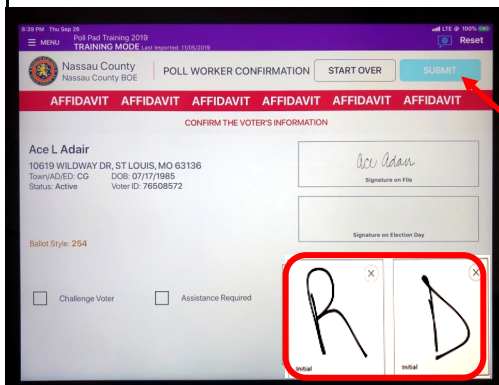 8:39 PM Thu Sep 26
LTE 100%
MENU
Poll Pad Training 2019
TRAINING MODE Last Imported: 11/05/2019
Reset
Nassau County
Nassau County BOE
POLL WORKER CONFIRMATION
START OVER
SUBMIT
AFFIDAVIT AFFIDAVIT AFFIDAVIT AFFIDAVIT AFFIDAVIT AFFIDAVIT
CONFIRM THE VOTER'S INFORMATION
Ace L Adair
10619 WILDWAY DR, ST LOUIS, MO 63136
Town/AD/ED: CG DOB: 07/17/1985
Status: Active Voter ID: 76508572
Ace Adair
Signature on File
Signature on Election Day
Ballot Style: 254
Challenge Voter
Assistance Required
R
Initial
D
Initial